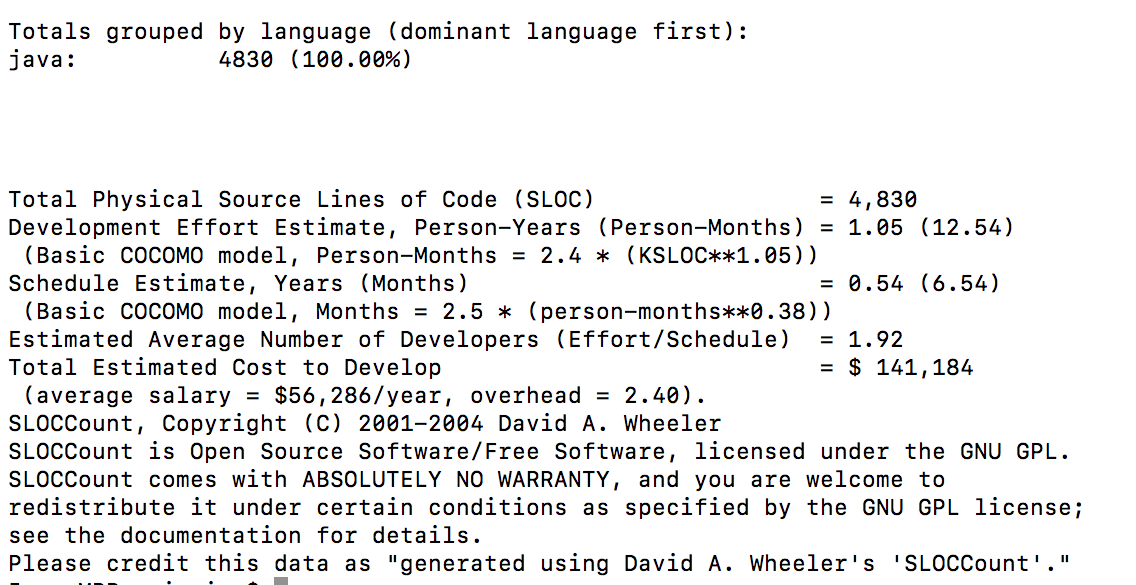 Totals grouped by language (dominant language first):
java:          4830 (100.00%)
Total Physical Source Lines of Code (SLOC)                = 4,830
Development Effort Estimate, Person-Years (Person-Months) = 1.05 (12.54)
 (Basic COCOMO model, Person-Months = 2.4 * (KSLOC**1.05))
Schedule Estimate, Years (Months)                         = 0.54 (6.54)
 (Basic COCOMO model, Months = 2.5 * (person-months**0.38))
Estimated Average Number of Developers (Effort/Schedule)  = 1.92
Total Estimated Cost to Develop                           = $ 141,184
 (average salary = $56,286/year, overhead = 2.40).
SLOCCount, Copyright (C) 2001-2004 David A. Wheeler
SLOCCount is Open Source Software/Free Software, licensed under the GNU GPL.
SLOCCount comes with ABSOLUTELY NO WARRANTY, and you are welcome to
redistribute it under certain conditions as specified by the GNU GPL license;
see the documentation for details.
Please credit this data as "generated using David A. Wheeler's 'SLOCCount'."